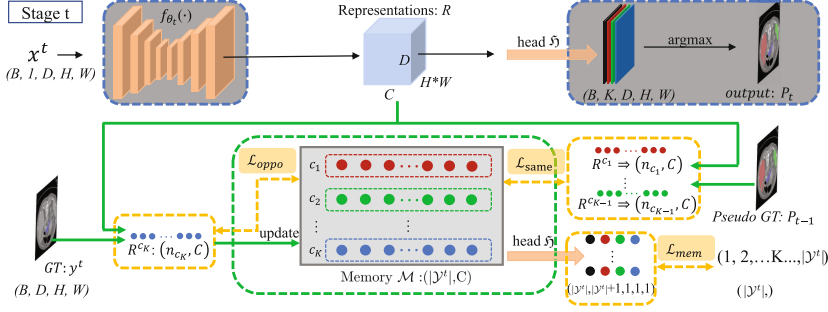 Stage t
f_{θ_t}(·)
Representations: R
x^t
(B, 1, D, H, W)
D
H*W
C
head ℌ
argmax
(B, K, D, H, W)
output: P_t
ℒ_oppo
c_1
...
ℒ_same
R^{c_1} ⇒ (n_{c_1}, C)
⋮
R^{c_{K-1}} ⇒ (n_{c_{K-1}}, C)
Pseudo GT: P_{t-1}
c_2
...
⋮
c_K
...
R^{c_K}: (n_{c_K}, C)
update
GT: y^t
(B, D, H, W)
Memory ℳ :(|𝒴^t|,C)
head ℌ
⋮
(|𝒴^t|,|𝒴^t|+1,1,1,1)
ℒ_mem
(1, 2,…K...,|𝒴^t|)
(|𝒴^t|,)